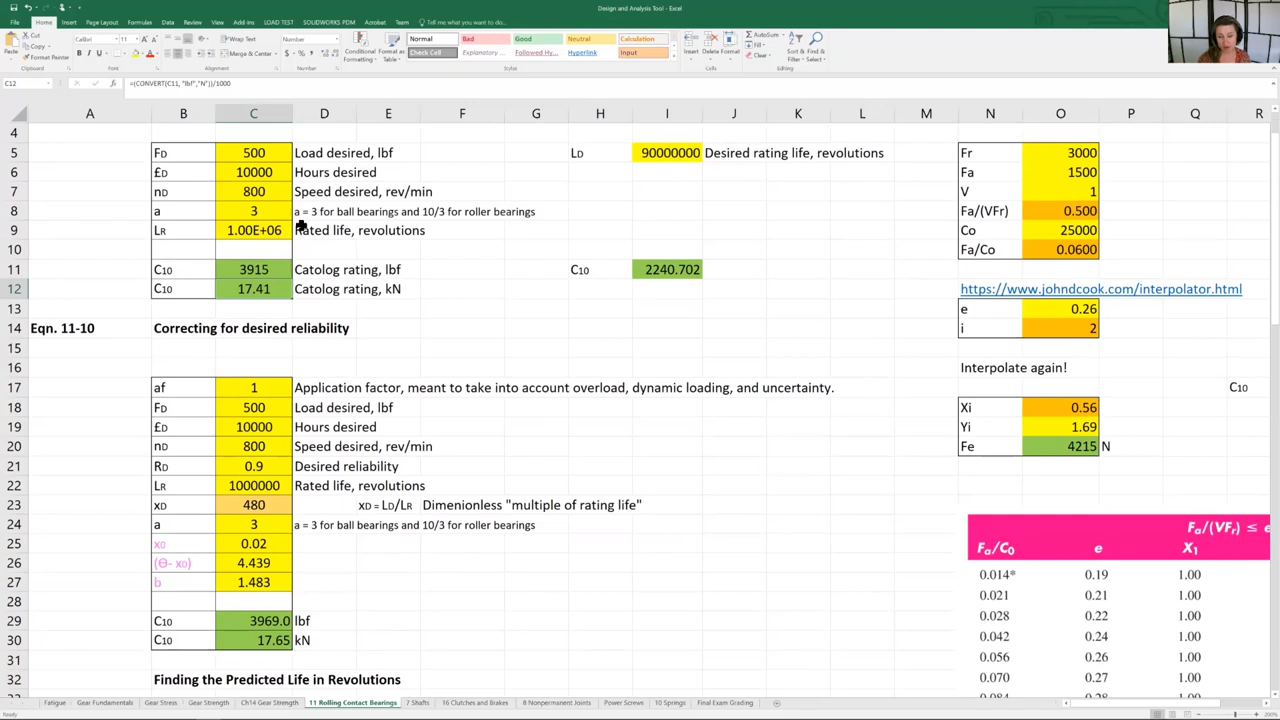 Design and Analysis Tool - Excel
File Home Insert Page Layout Formulas Data Review View Add-ins LOAD TEST SOLIDWORKS PDM Acrobat Team Tell me what you want to do...
Paste Cut Copy Format Painter Calibri 11 Wrap Text Merge & Center Number Conditional Formatting Format as Table Normal Bad Good Neutral Calculation Insert Delete Format AutoSum Fill Clear Sort & Filter Find & Select
Check Cell Explanatory... Followed Hy... Hyperlink Input
Clipboard Font Alignment Number Styles Cells Editing
C12 =(CONVERT(C11, "lbf","N"))/1000
A B C D E F G H I J K L M N O P Q R
4
5 FD 500 Load desired, lbf LD 90000000 Desired rating life, revolutions Fr 3000
6 £D 10000 Hours desired Fa 1500
7 nD 800 Speed desired, rev/min V 1
8 a 3 a = 3 for ball bearings and 10/3 for roller bearings Fa/(VFr) 0.500
9 LR 1.00E+06 Rated life, revolutions Co 25000
10 Fa/Co 0.0600
11 C10 3915 Catolog rating, lbf C10 2240.702
12 C10 17.41 Catolog rating, kN https://www.johndcook.com/interpolator.html
13 e 0.26
14 Eqn. 11-10 Correcting for desired reliability i 2
15
16 Interpolate again!
17 af 1 Application factor, meant to take into account overload, dynamic loading, and uncertainty. C10
18 FD 500 Load desired, lbf Xi 0.56
19 £D 10000 Hours desired Yi 1.69
20 nD 800 Speed desired, rev/min Fe 4215 N
21 RD 0.9 Desired reliability
22 LR 1000000 Rated life, revolutions
23 xD 480 xD = LD/LR Dimenionless "multiple of rating life"
24 a 3 a = 3 for ball bearings and 10/3 for roller bearings Fa/(VFr) ≤ e
25 x0 0.02 Fa/C0 e X1
26 (ϴ- x0) 4.439 0.014* 0.19 1.00
27 b 1.483 0.021 0.21 1.00
28 0.028 0.22 1.00
29 C10 3969.0 lbf 0.042 0.24 1.00
30 C10 17.65 kN 0.056 0.26 1.00
31 0.070 0.27 1.00
32 Finding the Predicted Life in Revolutions 0.084 0.28 1.00
Fatigue Gear Fundamentals Gear Stress Gear Strength Ch14 Gear Strength 11 Rolling Contact Bearings 7 Shafts 16 Clutches and Brakes 8 Nonpermanent Joints Power Screws 10 Springs Final Exam Grading
Ready 200%